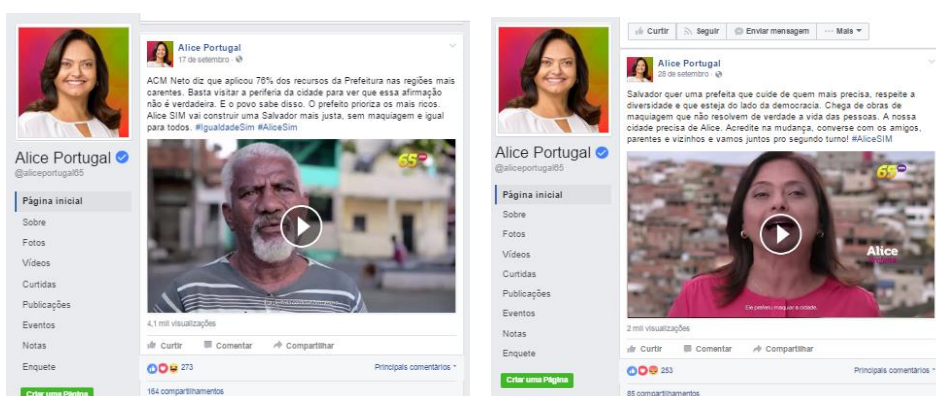 Alice Portugal
17 de setembro ·
ACM Neto diz que aplicou 76% dos recursos da Prefeitura nas regiões mais
carentes. Basta visitar a periferia da cidade para ver que essa afirmação
não é verdadeira. E o povo sabe disso. O prefeito prioriza os mais ricos.
Alice SIM vai construir uma Salvador mais justa, sem maquiagem e igual
para todos. #IgualdadeSim #AliceSim
65
Alice Portugal
@aliceportugal65
Página inicial
Sobre
Fotos
Vídeos
Curtidas
Publicações
Eventos
Notas
Enquete
Criar uma Página
4,1 mil visualizações
Curtir Comentar Compartilhar
273 Principais comentários
164 compartilhamentos
Curtir Seguir Enviar mensagem ··· Mais
Alice Portugal
28 de setembro ·
Salvador quer uma prefeita que cuide de quem mais precisa, respeite a
diversidade e que esteja do lado da democracia. Chega de obras de
maquiagem que não resolvem de verdade a vida das pessoas. A nossa
cidade precisa de Alice. Acredite na mudança, converse com os amigos,
parentes e vizinhos e vamos juntos pro segundo turno! #AliceSIM
65
Alice
Ele preferiu maquiar a cidade.
Alice Portugal
@aliceportugal65
Página inicial
Sobre
Fotos
Vídeos
Curtidas
Publicações
Eventos
Notas
Enquete
Criar uma Página
2 mil visualizações
Curtir Comentar Compartilhar
253 Principais comentários
85 compartilhamentos